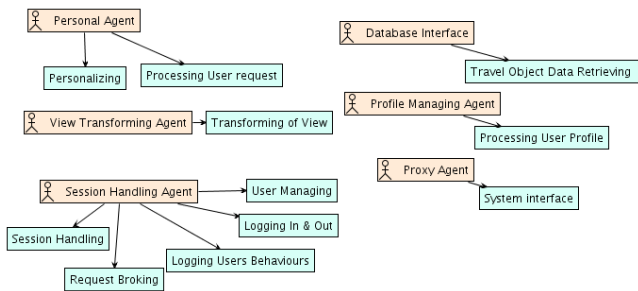 Personal Agent
Personalizing
Processing User request
View Transforming Agent
Transforming of View
Session Handling Agent
User Managing
Logging In & Out
Session Handling
Logging Users Behaviours
Request Broking
Database Interface
Travel Object Data Retrieving
Profile Managing Agent
Processing User Profile
Proxy Agent
System interface